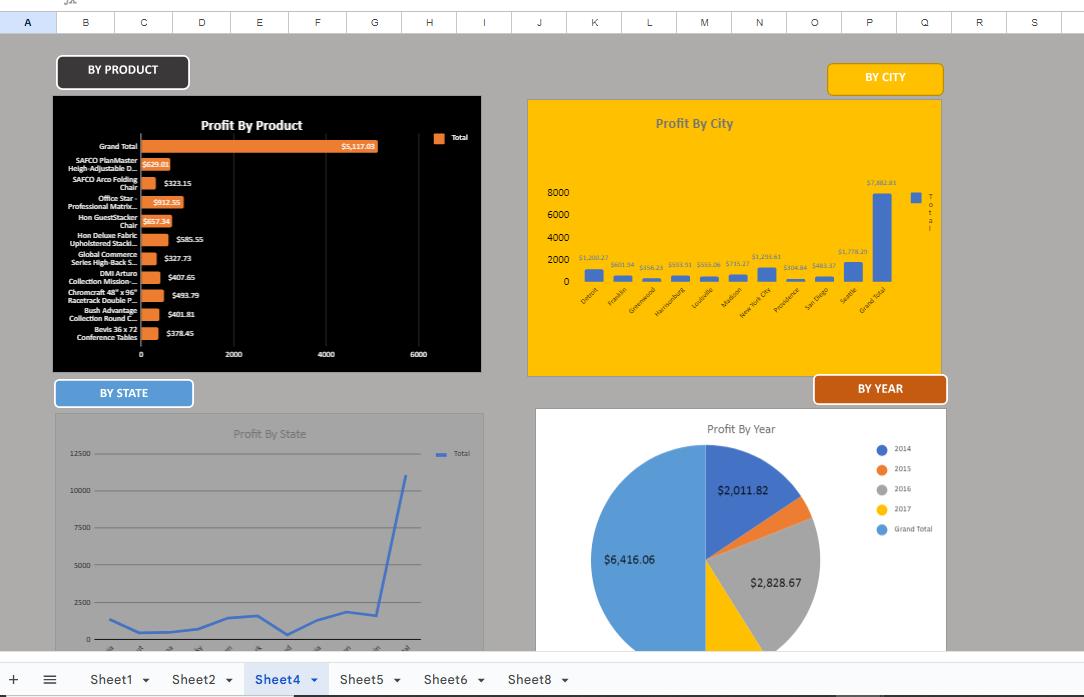 A B C D E F G H I J K L M N O P Q R S
BY PRODUCT
BY CITY
Profit By Product
Total
Grand Total
$5,117.03
SAFCO PlanMaster
Heigh-Adjustable D...
$629.01
SAFCO Arco Folding
Chair
$323.15
Office Star -
Professional Matrix...
$912.55
Hon GuestStacker
Chair
$657.34
Hon Deluxe Fabric
Upholstered Stacki...
$585.55
Global Commerce
Series High-Back S...
$327.73
DMI Arturo
Collection Mission-...
$407.65
Chromcraft 48" x 96"
Racetrack Double P...
$493.79
Bush Advantage
Collection Round C...
$401.81
Bevis 36 x 72
Conference Tables
$378.45
0 2000 4000 6000
Profit By City
Total
8000
6000
4000
2000
0
$1,200.27
$601.94
$356.23
$593.91
$555.06
$715.27
$1,293.61
$304.84
$483.37
$1,778.29
$7,882.81
Detroit
Franklin
Greenwood
Harrisonburg
Louisville
Madison
New York City
Providence
San Diego
Seattle
Grand Total
BY STATE
BY YEAR
Profit By State
Total
12500
10000
7500
5000
2500
0
Profit By Year
$2,011.82
$6,416.06
$2,828.67
2014
2015
2016
2017
Grand Total
Sheet1 Sheet2 Sheet4 Sheet5 Sheet6 Sheet8